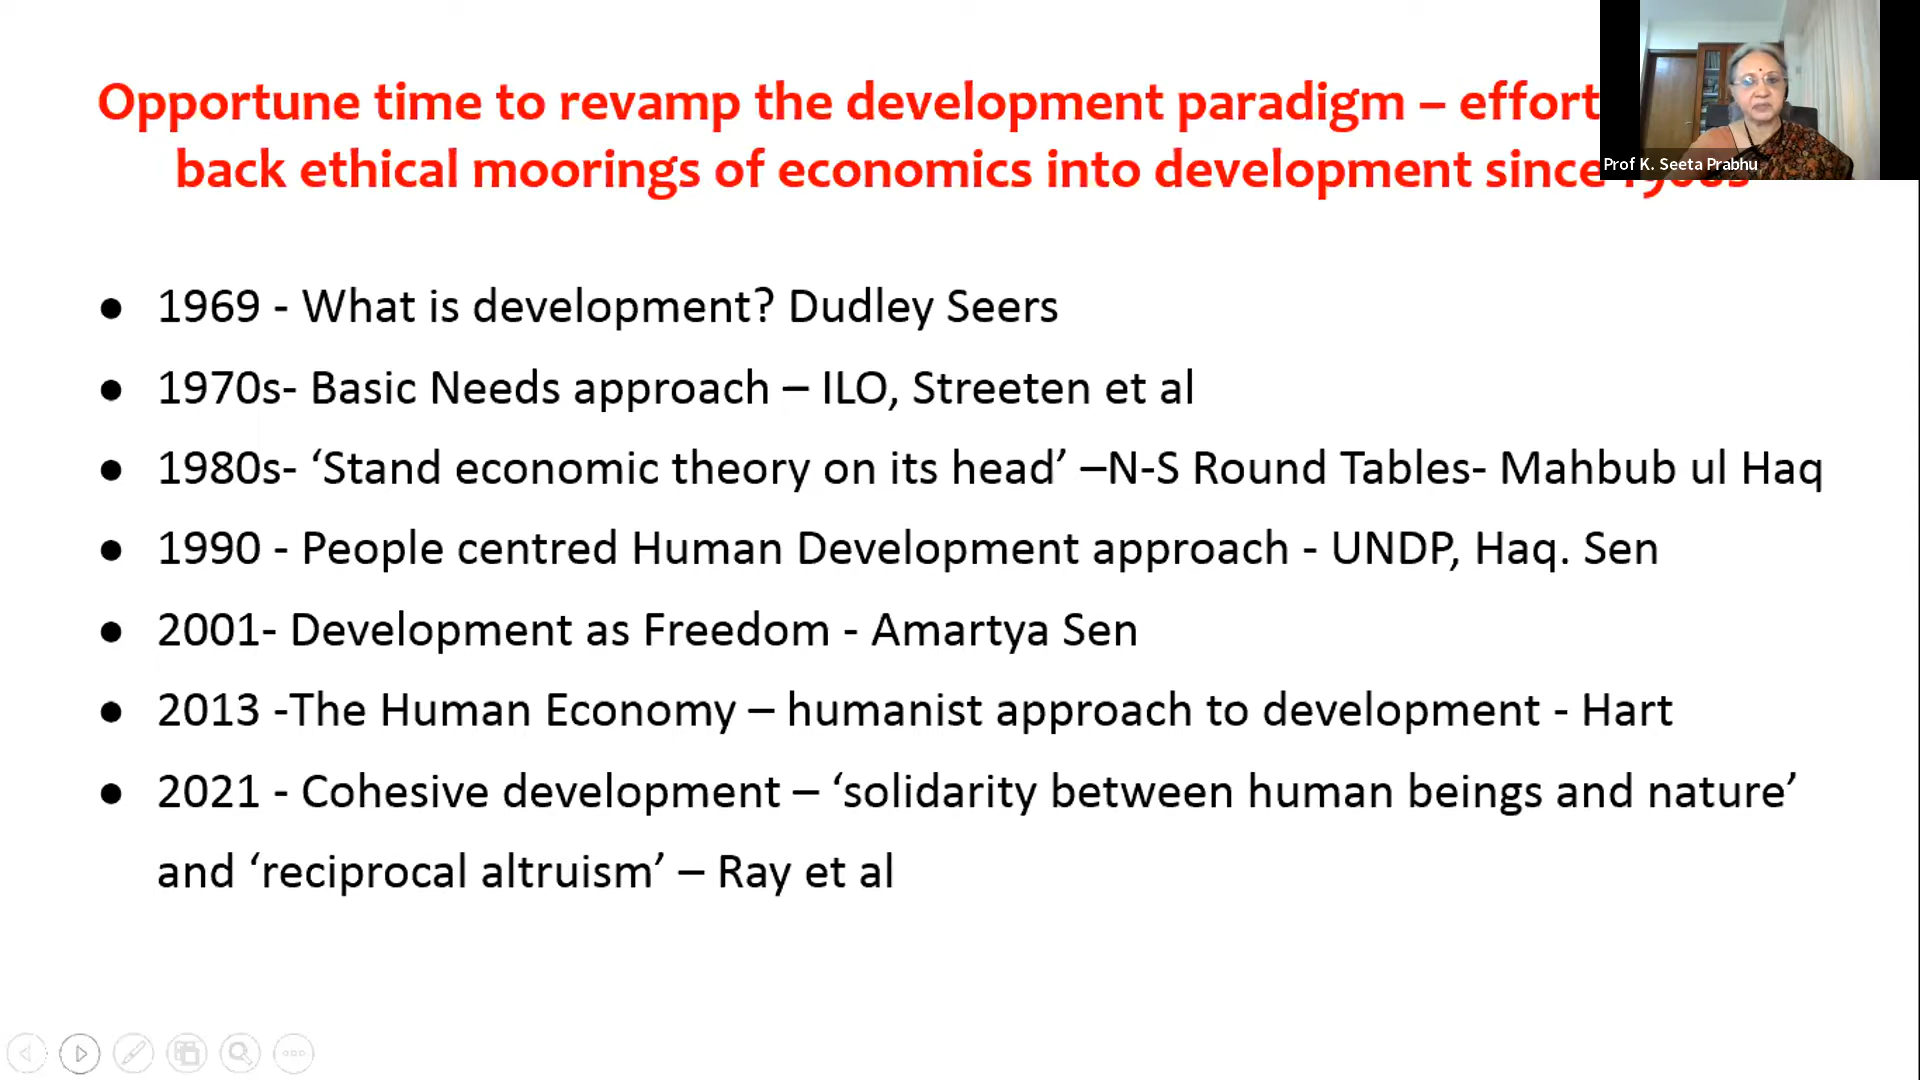 Opportune time to revamp the development paradigm – effort
back ethical moorings of economics into development since
Prof K. Seeta Prabhu
● 1969 - What is development? Dudley Seers
● 1970s- Basic Needs approach – ILO, Streeten et al
● 1980s- ‘Stand economic theory on its head’ –N-S Round Tables- Mahbub ul Haq
● 1990 - People centred Human Development approach - UNDP, Haq. Sen
● 2001- Development as Freedom - Amartya Sen
● 2013 -The Human Economy – humanist approach to development - Hart
● 2021 - Cohesive development – ‘solidarity between human beings and nature’
and ‘reciprocal altruism’ – Ray et al